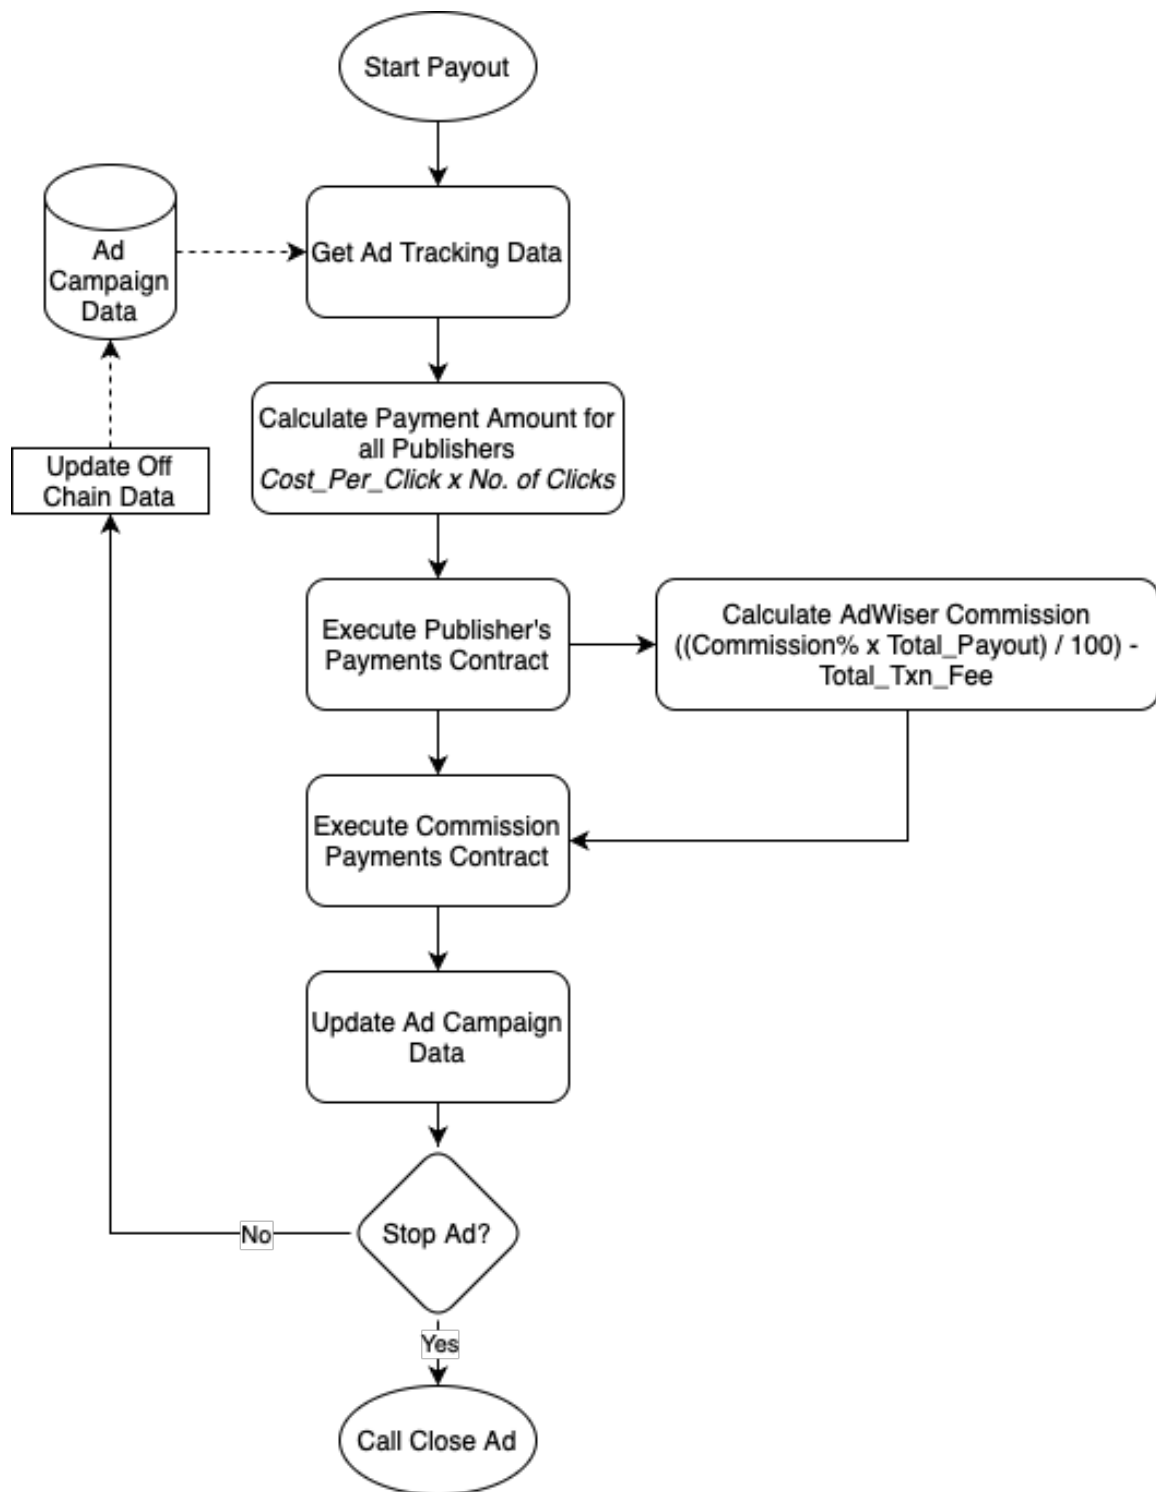 Start Payout
Ad
Campaign
Data
Get Ad Tracking Data
Calculate Payment Amount for
all Publishers
Cost_Per_Click x No. of Clicks
Update Off
Chain Data
Execute Publisher's
Payments Contract
Calculate AdWiser Commission
((Commission% x Total_Payout) / 100) -
Total_Txn_Fee
Execute Commission
Payments Contract
Update Ad Campaign
Data
Stop Ad?
No
Yes
Call Close Ad